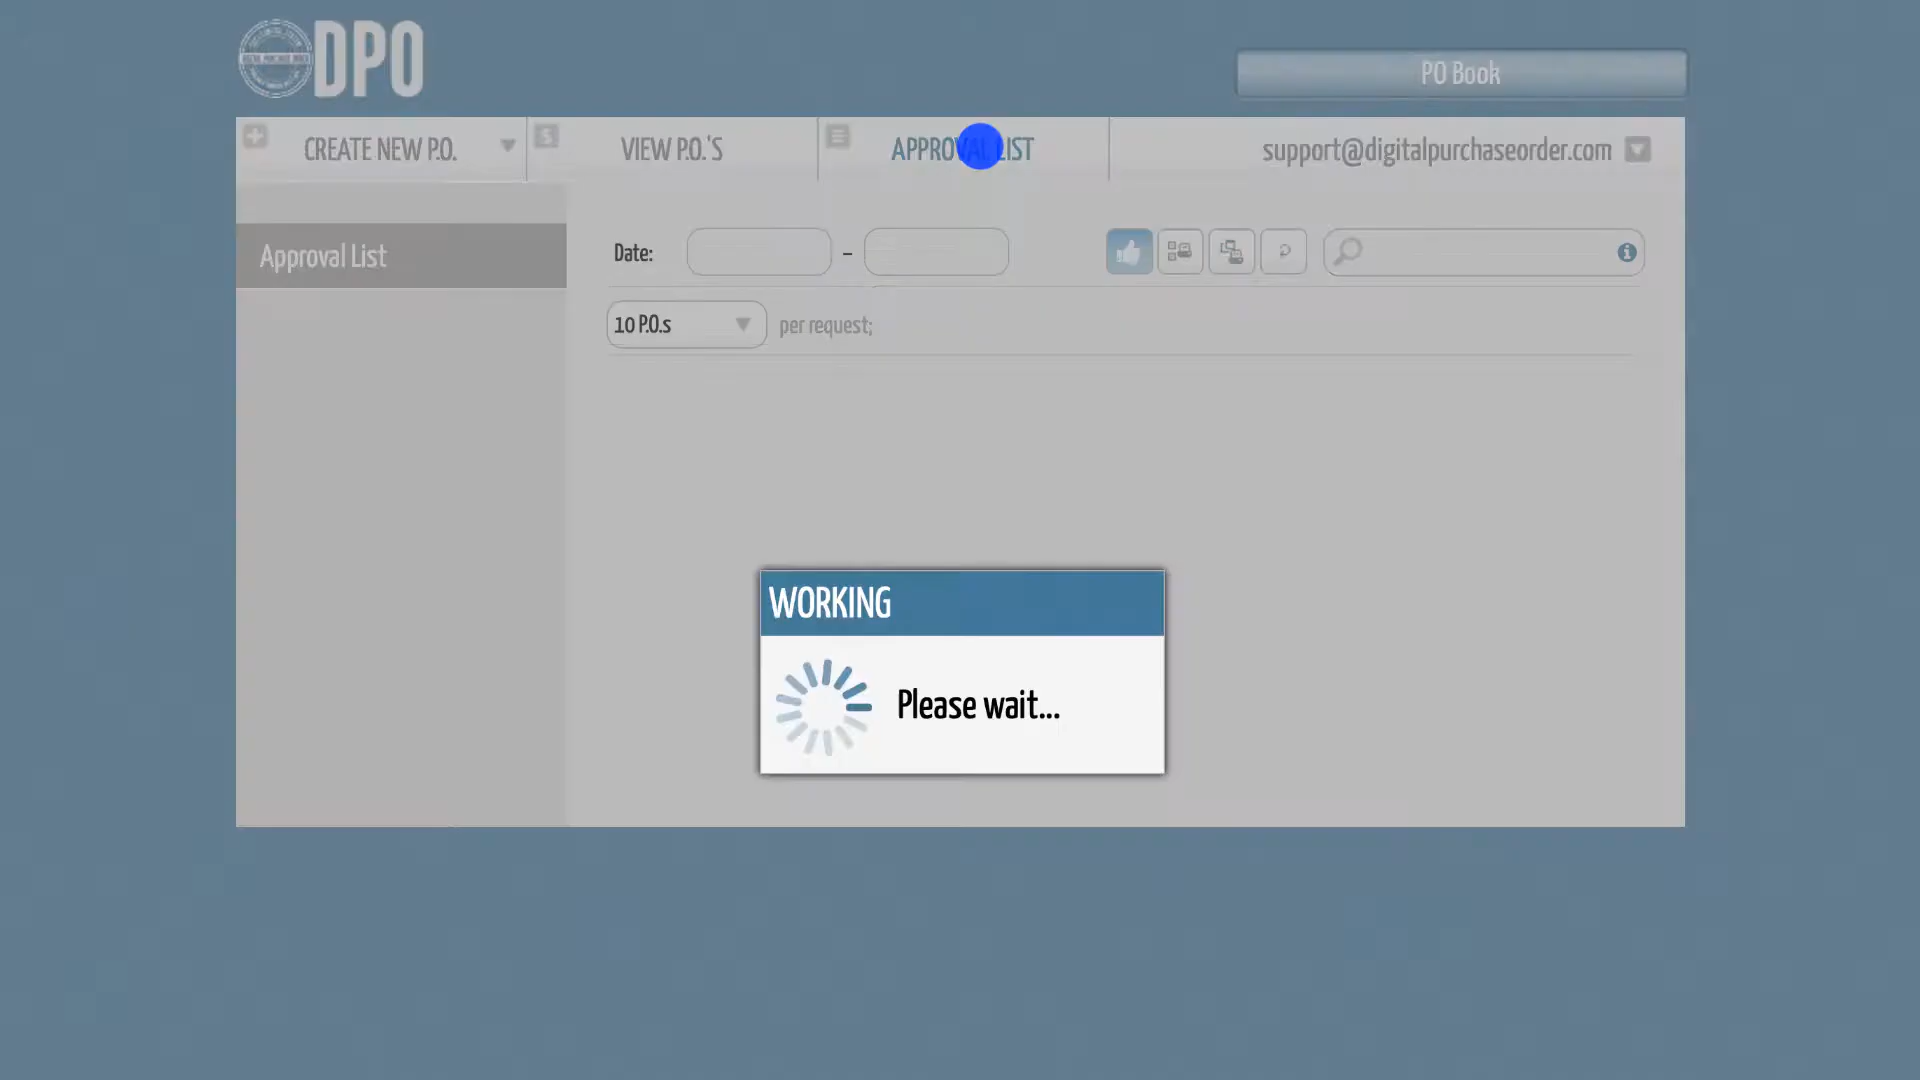 DPO
PO Book
CREATE NEW P.O.
VIEW P.O.'S
APPROVAL LIST
support@digitalpurchaseorder.com
Approval List
Date:
–
10 P.O.s
per request;
WORKING
Please wait...